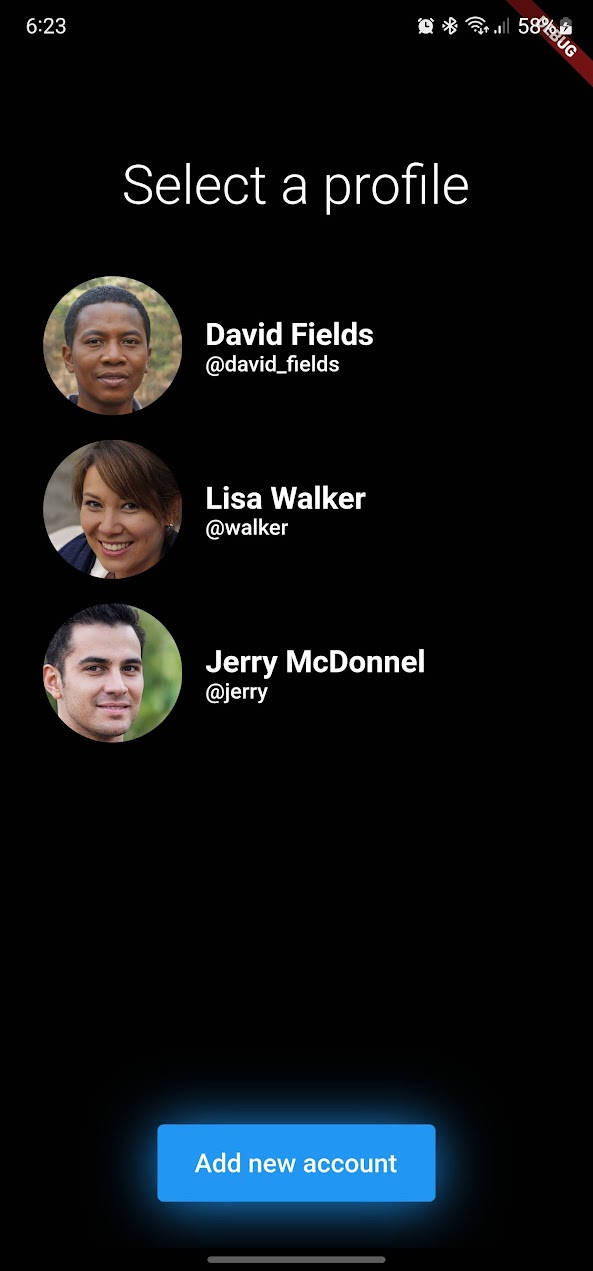 6:23
58%
DEBUG
Select a profile
David Fields
@david_fields
Lisa Walker
@walker
Jerry McDonnel
@jerry
Add new account